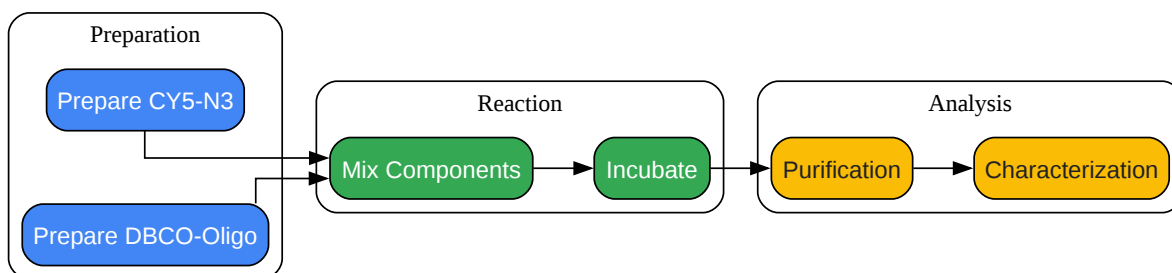 Preparation
Prepare CY5-N3
Prepare DBCO-Oligo
Reaction
Mix Components
Incubate
Analysis
Purification
Characterization